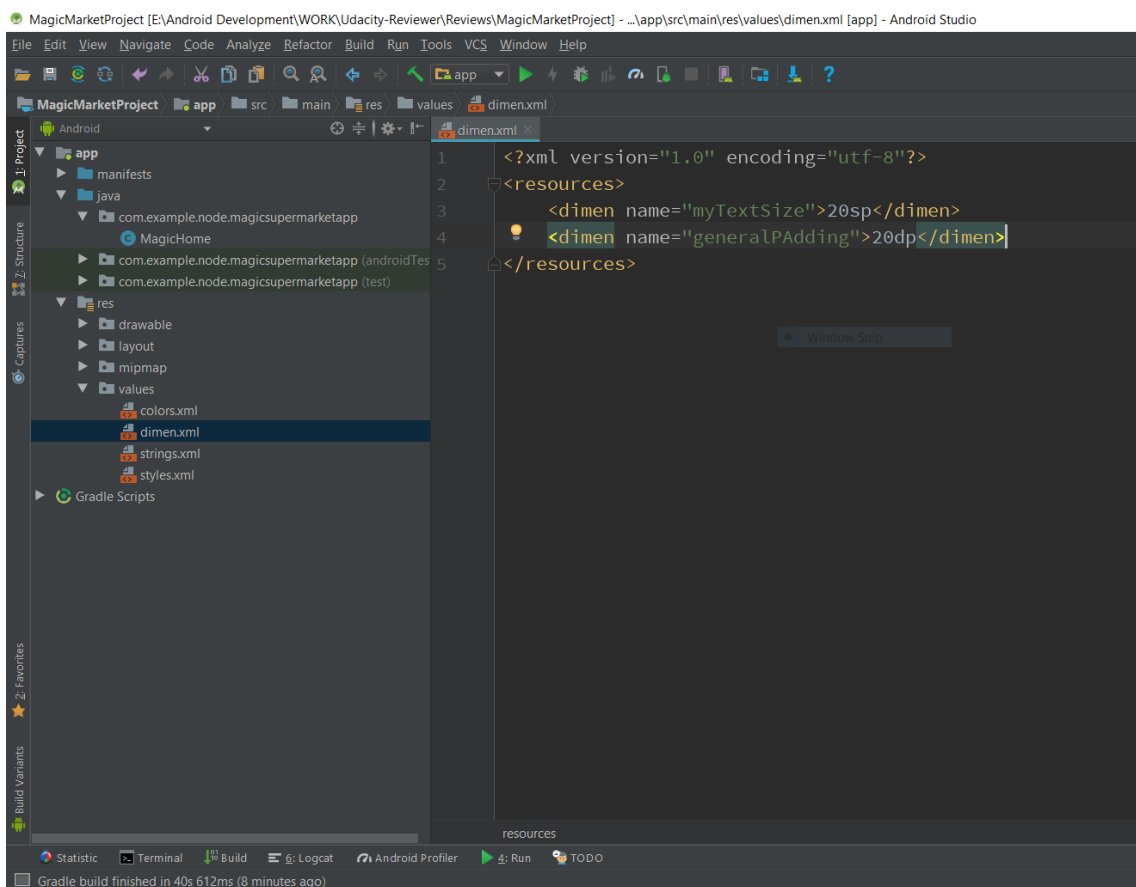 MagicMarketProject [E:\Android Development\WORK\Udacity-Reviewer\Reviews\MagicMarketProject] - ...\app\src\main\res\values\dimen.xml [app] - Android Studio
File Edit View Navigate Code Analyze Refactor Build Run Tools VCS Window Help
app
MagicMarketProject app src main res values dimen.xml
Android
dimen.xml
1: Project
Z: Structure
Captures
2: Favorites
Build Variants
app
manifests
java
com.example.node.magicsupermarketapp
MagicHome
com.example.node.magicsupermarketapp (androidTes
com.example.node.magicsupermarketapp (test)
res
drawable
layout
mipmap
values
colors.xml
dimen.xml
strings.xml
styles.xml
Gradle Scripts
1 <?xml version="1.0" encoding="utf-8"?>
2 <resources>
3 <dimen name="myTextSize">20sp</dimen>
4 <dimen name="generalPAdding">20dp</dimen>
5 </resources>
Window Snip
resources
Statistic Terminal Build 6: Logcat Android Profiler 4: Run TODO
Gradle build finished in 40s 612ms (8 minutes ago)